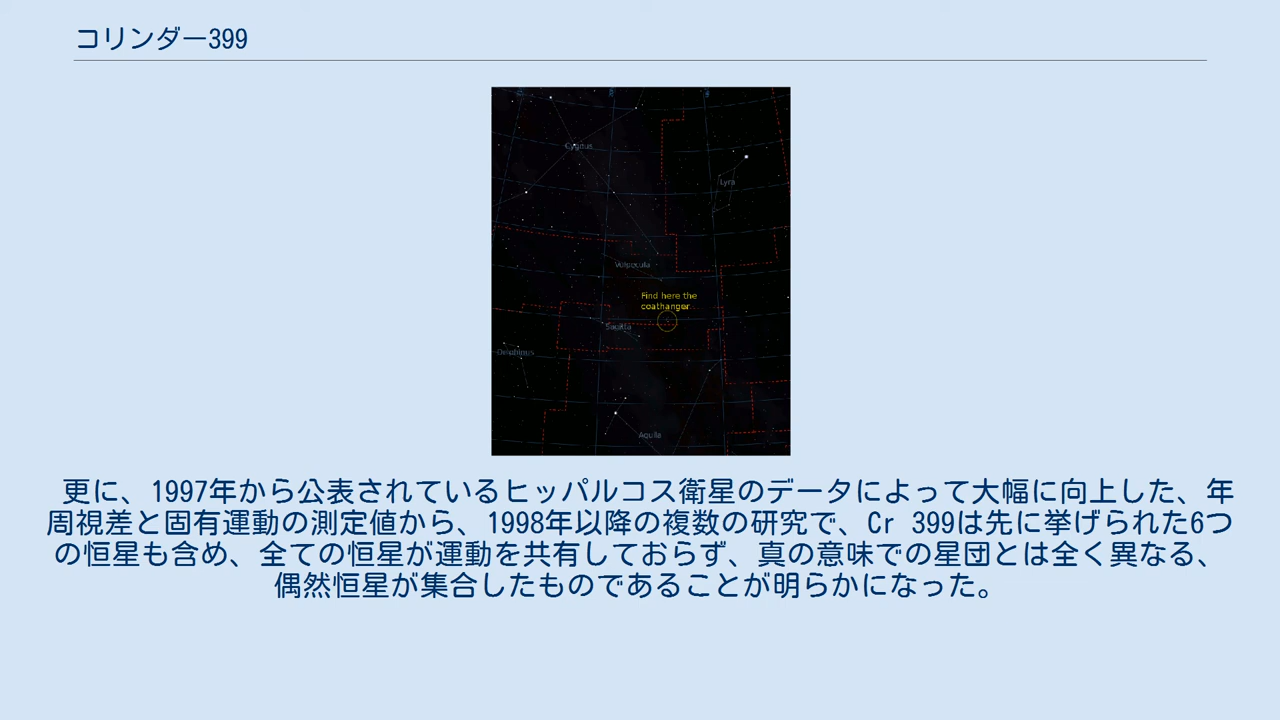 コリンダー399
Cygnus
Lyra
Vulpecula
Find here the
coathanger
Sagitta
Delphinus
Aquila
更に、1997年から公表されているヒッパルコス衛星のデータによって大幅に向上した、年
周視差と固有運動の測定値から、1998年以降の複数の研究で、Cr 399は先に挙げられた6つ
の恒星も含め、全ての恒星が運動を共有しておらず、真の意味での星団とは全く異なる、
偶然恒星が集合したものであることが明らかになった。